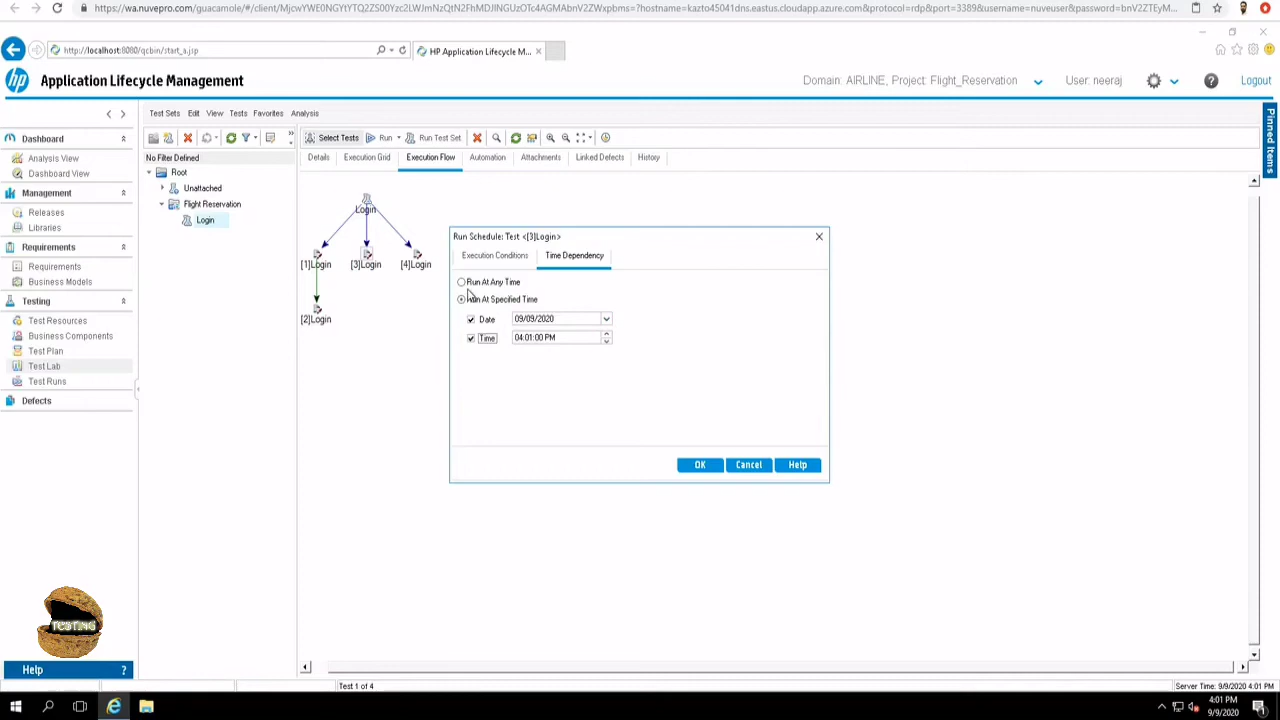 https://wa.nuvepro.com/guacamole/#/client/MjcwYWE0NGYtYTQ2ZS00Yzc2LWJmNzQtN2FhMDJlNGUzOTc4AGMAbnV2ZWxpbms=?hostname=kazto45041dns.eastus.cloudapp.azure.com&protocol=rdp&port=3389&username=nuveuser&password=bnV2ZTEyM...
http://localhost:8080/qcbin/start_a.jsp
HP Application Lifecycle M...
hp
Application Lifecycle Management
Domain: AIRLINE, Project: Flight_Reservation
User: neeraj
?
Logout
Pinned Items
Test Sets Edit View Tests Favorites Analysis
Dashboard
Analysis View
Dashboard View
Management
Releases
Libraries
Requirements
Requirements
Business Models
Testing
Test Resources
Business Components
Test Plan
Test Lab
Test Runs
Defects
Select Tests Run Run Test Set
No Filter Defined
Root
Unattached
Flight Reservation
Login
Details Execution Grid Execution Flow Automation Attachments Linked Defects History
Login
[1]Login [3]Login [4]Login
[2]Login
Run Schedule: Test <[3]Login>
Execution Conditions Time Dependency
Run At Any Time
Run At Specified Time
Date 09/09/2020
Time 04:01:00 PM
OK Cancel Help
TESTING
Help ?
Test 1 of 4
Server Time: 9/9/2020 4:01 PM
4:01 PM
9/9/2020
1